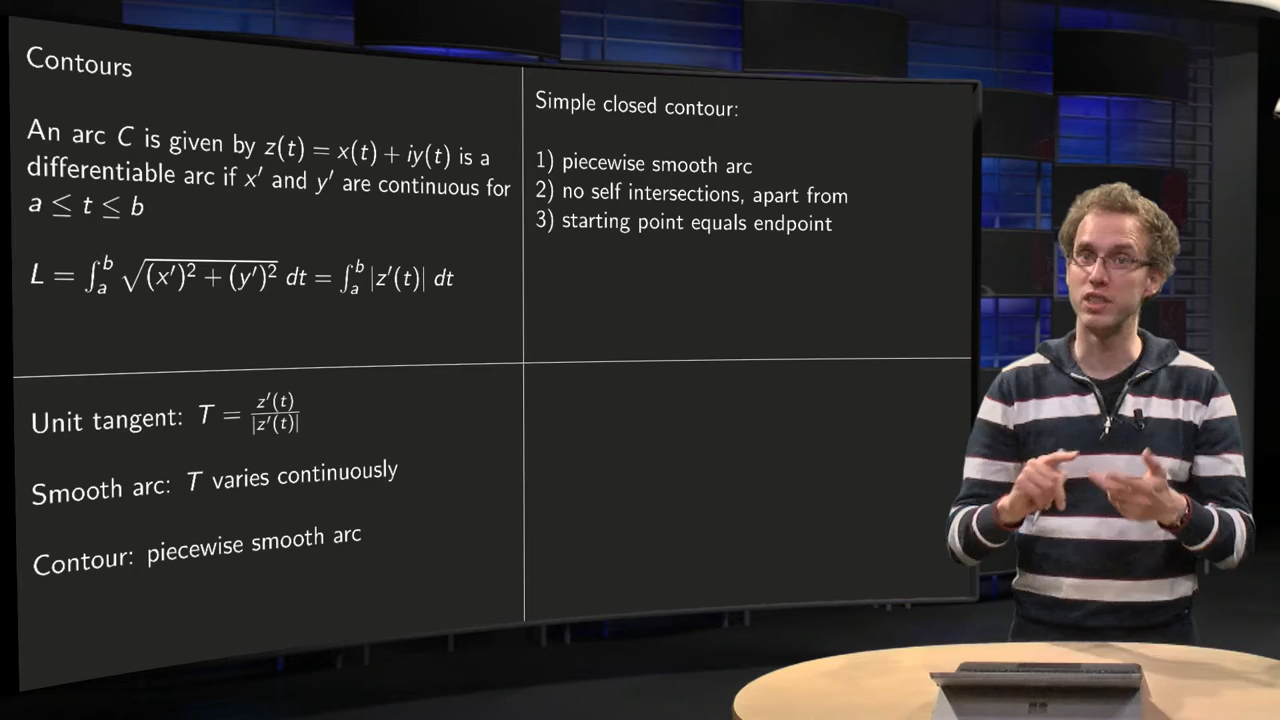 Contours
An arc C is given by z(t) = x(t) + iy(t) is a
differentiable arc if x′ and y′ are continuous for
a ≤ t ≤ b
L = ∫_a^b √((x′)² + (y′)²) dt = ∫_a^b |z′(t)| dt
Unit tangent: T = z′(t)/|z′(t)|
Smooth arc: T varies continuously
Contour: piecewise smooth arc
Simple closed contour:
1) piecewise smooth arc
2) no self intersections, apart from
3) starting point equals endpoint